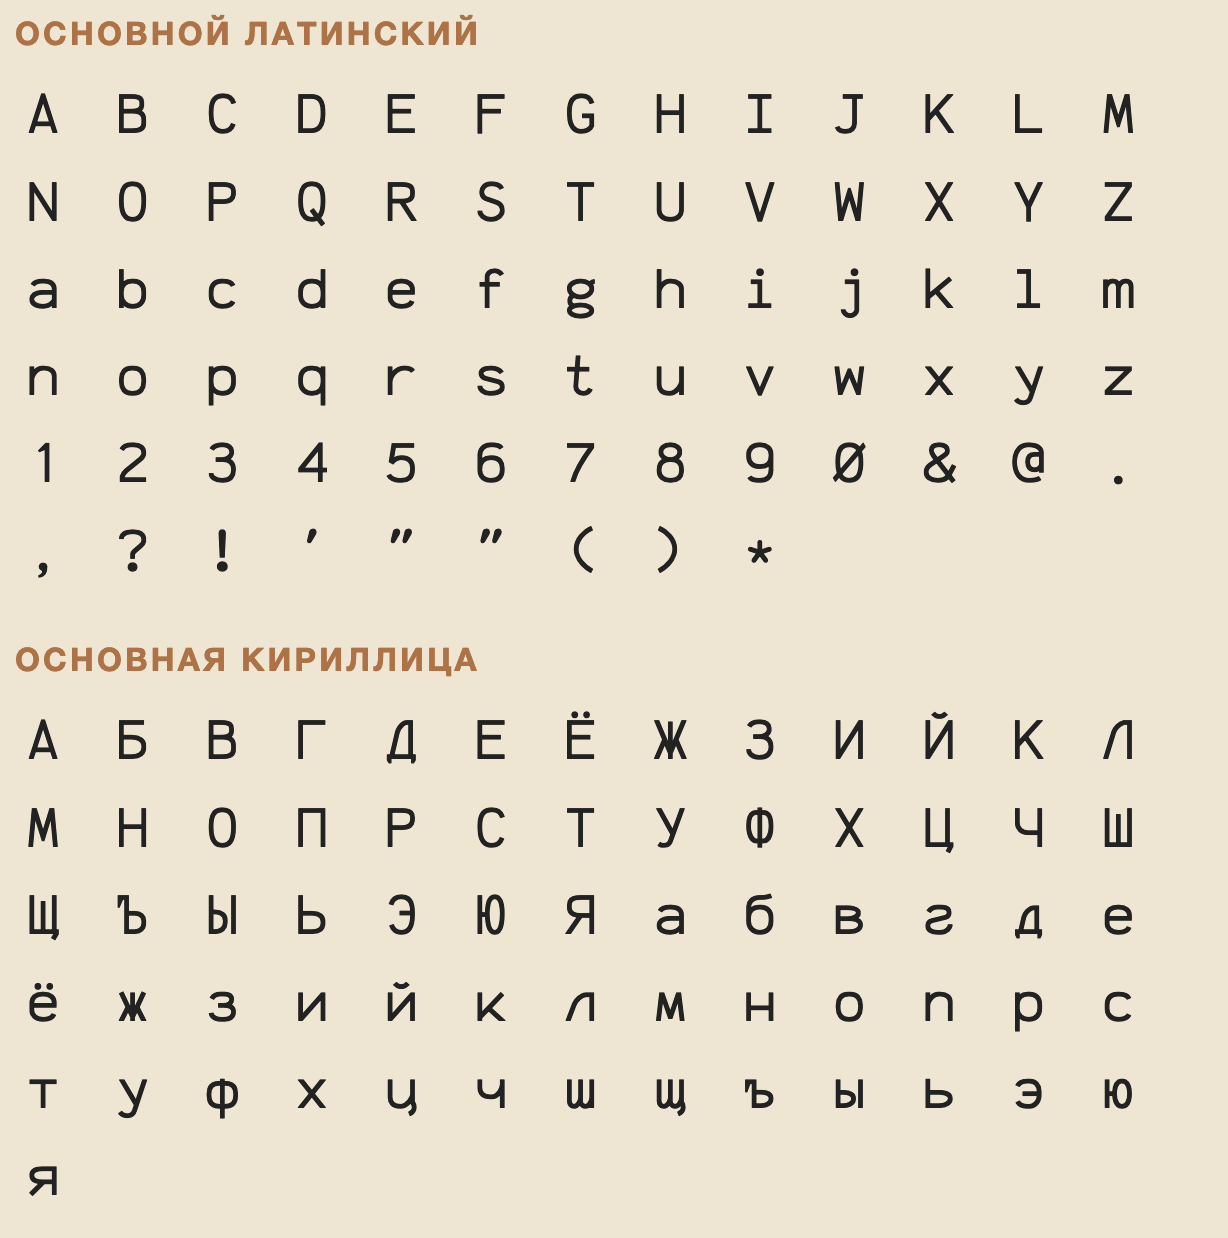 ОСНОВНОЙ ЛАТИНСКИЙ
A B C D E F G H I J K L M
N O P Q R S T U V W X Y Z
a b c d e f g h i j k l m
n o p q r s t u v w x y z
1 2 3 4 5 6 7 8 9 Ø & @ .
, ? ! ′ ″ ″ ( ) *
ОСНОВНАЯ КИРИЛЛИЦА
А Б В Г Д Е Ё Ж З И Й К Л
М Н О П Р С Т У Ф Х Ц Ч Ш
Щ Ъ Ы Ь Э Ю Я а б в г д е
ё ж з и й к л м н о п р с
т у ф х ц ч ш щ ъ ы ь э ю
я